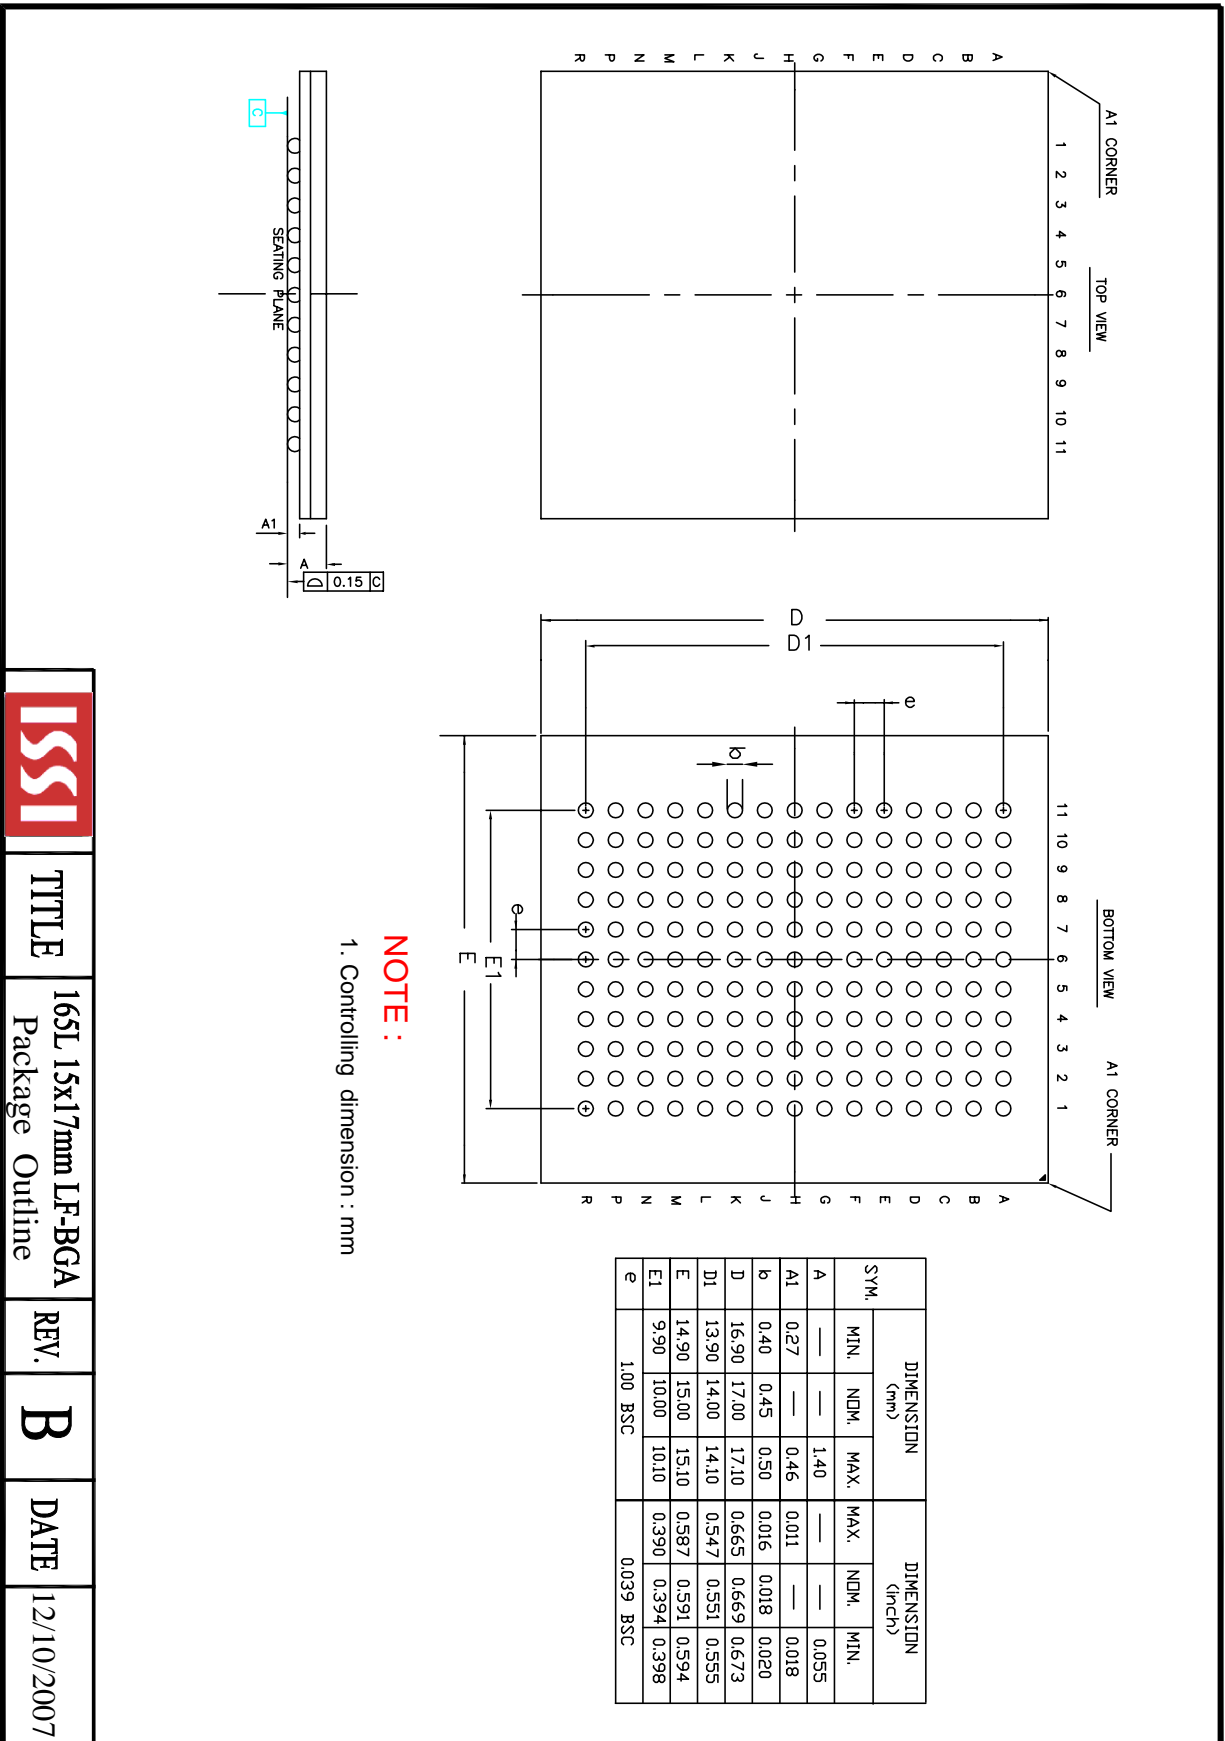 A1 CORNER
TOP VIEW
1 2 3 4 5 6 7 8 9 10 11
A
B
C
D
E
F
G
H
J
K
L
M
N
P
R
BOTTOM VIEW
A1 CORNER
11 10 9 8 7 6 5 4 3 2 1
A
B
C
D
E
F
G
H
J
K
L
M
N
P
R
e
D
D1
b
e
E1
E
C
SEATING PLANE
A1
A
0.15 C
SYM. DIMENSION (mm) DIMENSION (inch)
MIN. NOM. MAX. MAX. NOM. MIN.
A — — 1.40 — — 0.055
A1 0.27 — 0.46 0.011 — 0.018
b 0.40 0.45 0.50 0.016 0.018 0.020
D 16.90 17.00 17.10 0.665 0.669 0.673
D1 13.90 14.00 14.10 0.547 0.551 0.555
E 14.90 15.00 15.10 0.587 0.591 0.594
E1 9.90 10.00 10.10 0.390 0.394 0.398
e 1.00 BSC 0.039 BSC
NOTE :
1. Controlling dimension : mm
ISSI
TITLE
165L 15x17mm LF-BGA
Package Outline
REV.
B
DATE
12/10/2007